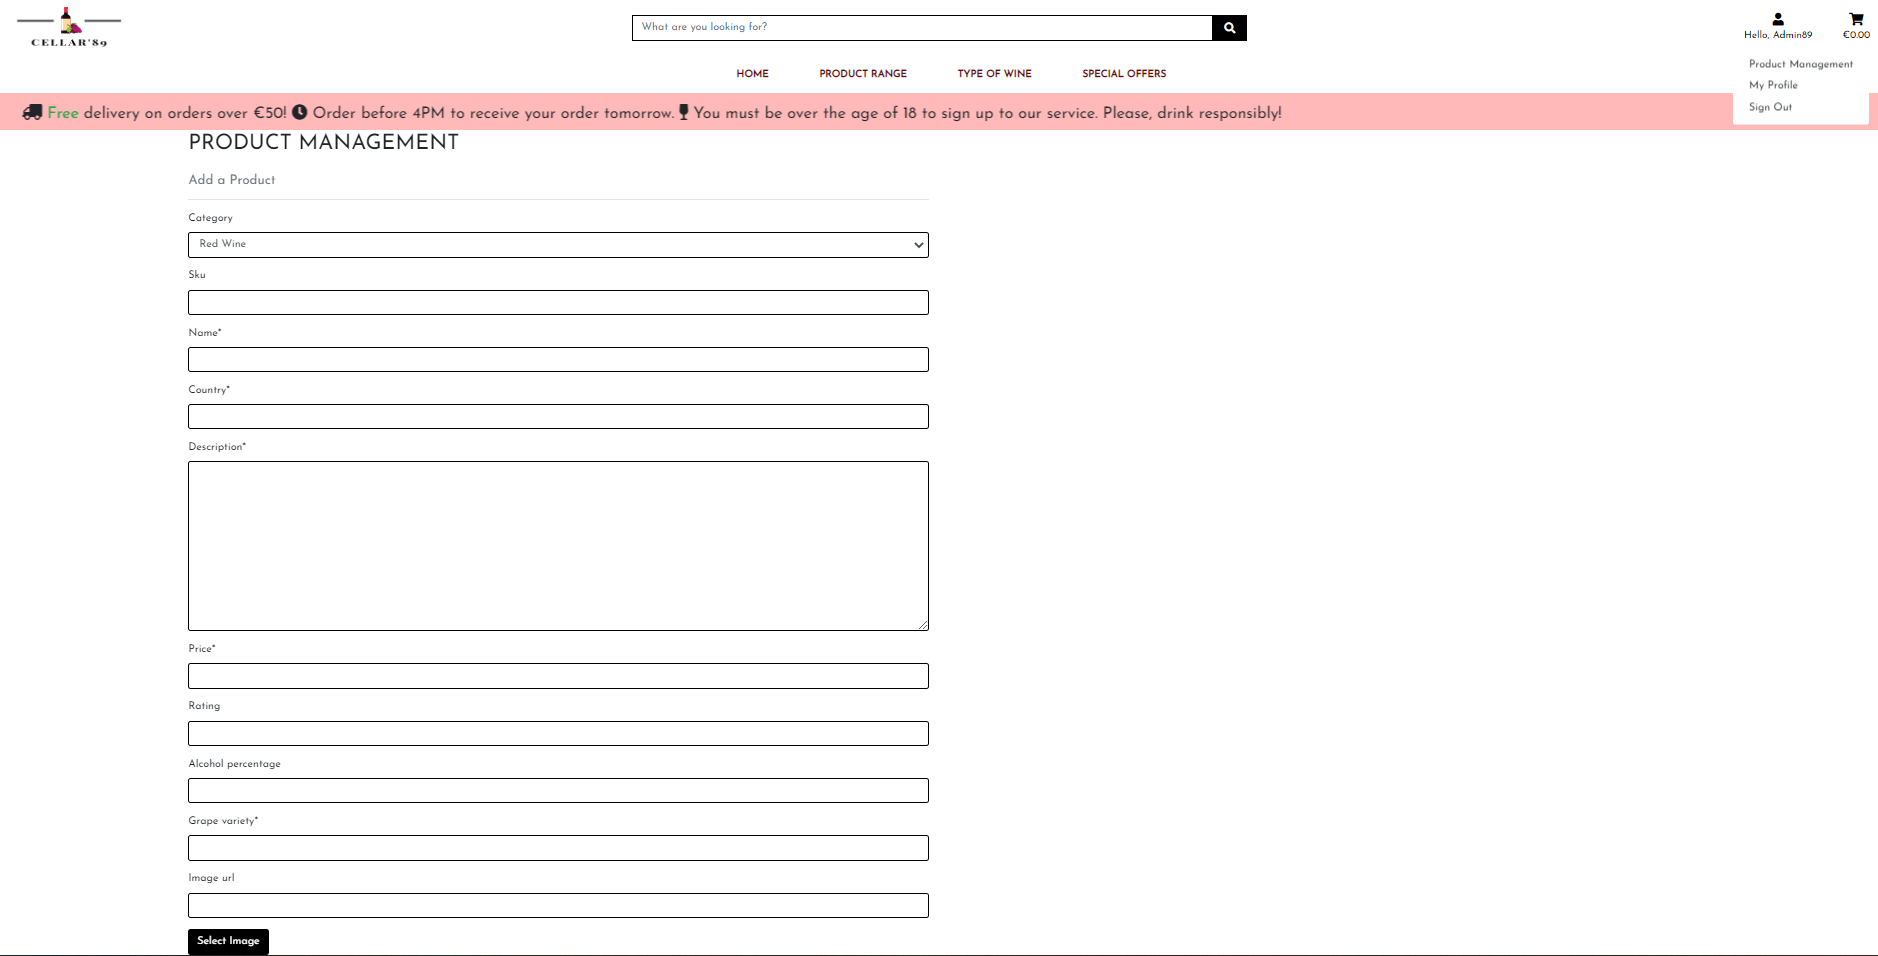 CELLAR'89
What are you looking for?
Hello, Admin89
€0.00
HOME PRODUCT RANGE TYPE OF WINE SPECIAL OFFERS
Product Management
My Profile
Sign Out
Free delivery on orders over €50! Order before 4PM to receive your order tomorrow. You must be over the age of 18 to sign up to our service. Please, drink responsibly!
PRODUCT MANAGEMENT
Add a Product
Category
Red Wine
Sku
Name*
Country*
Description*
Price*
Rating
Alcohol percentage
Grape variety*
Image url
Select Image